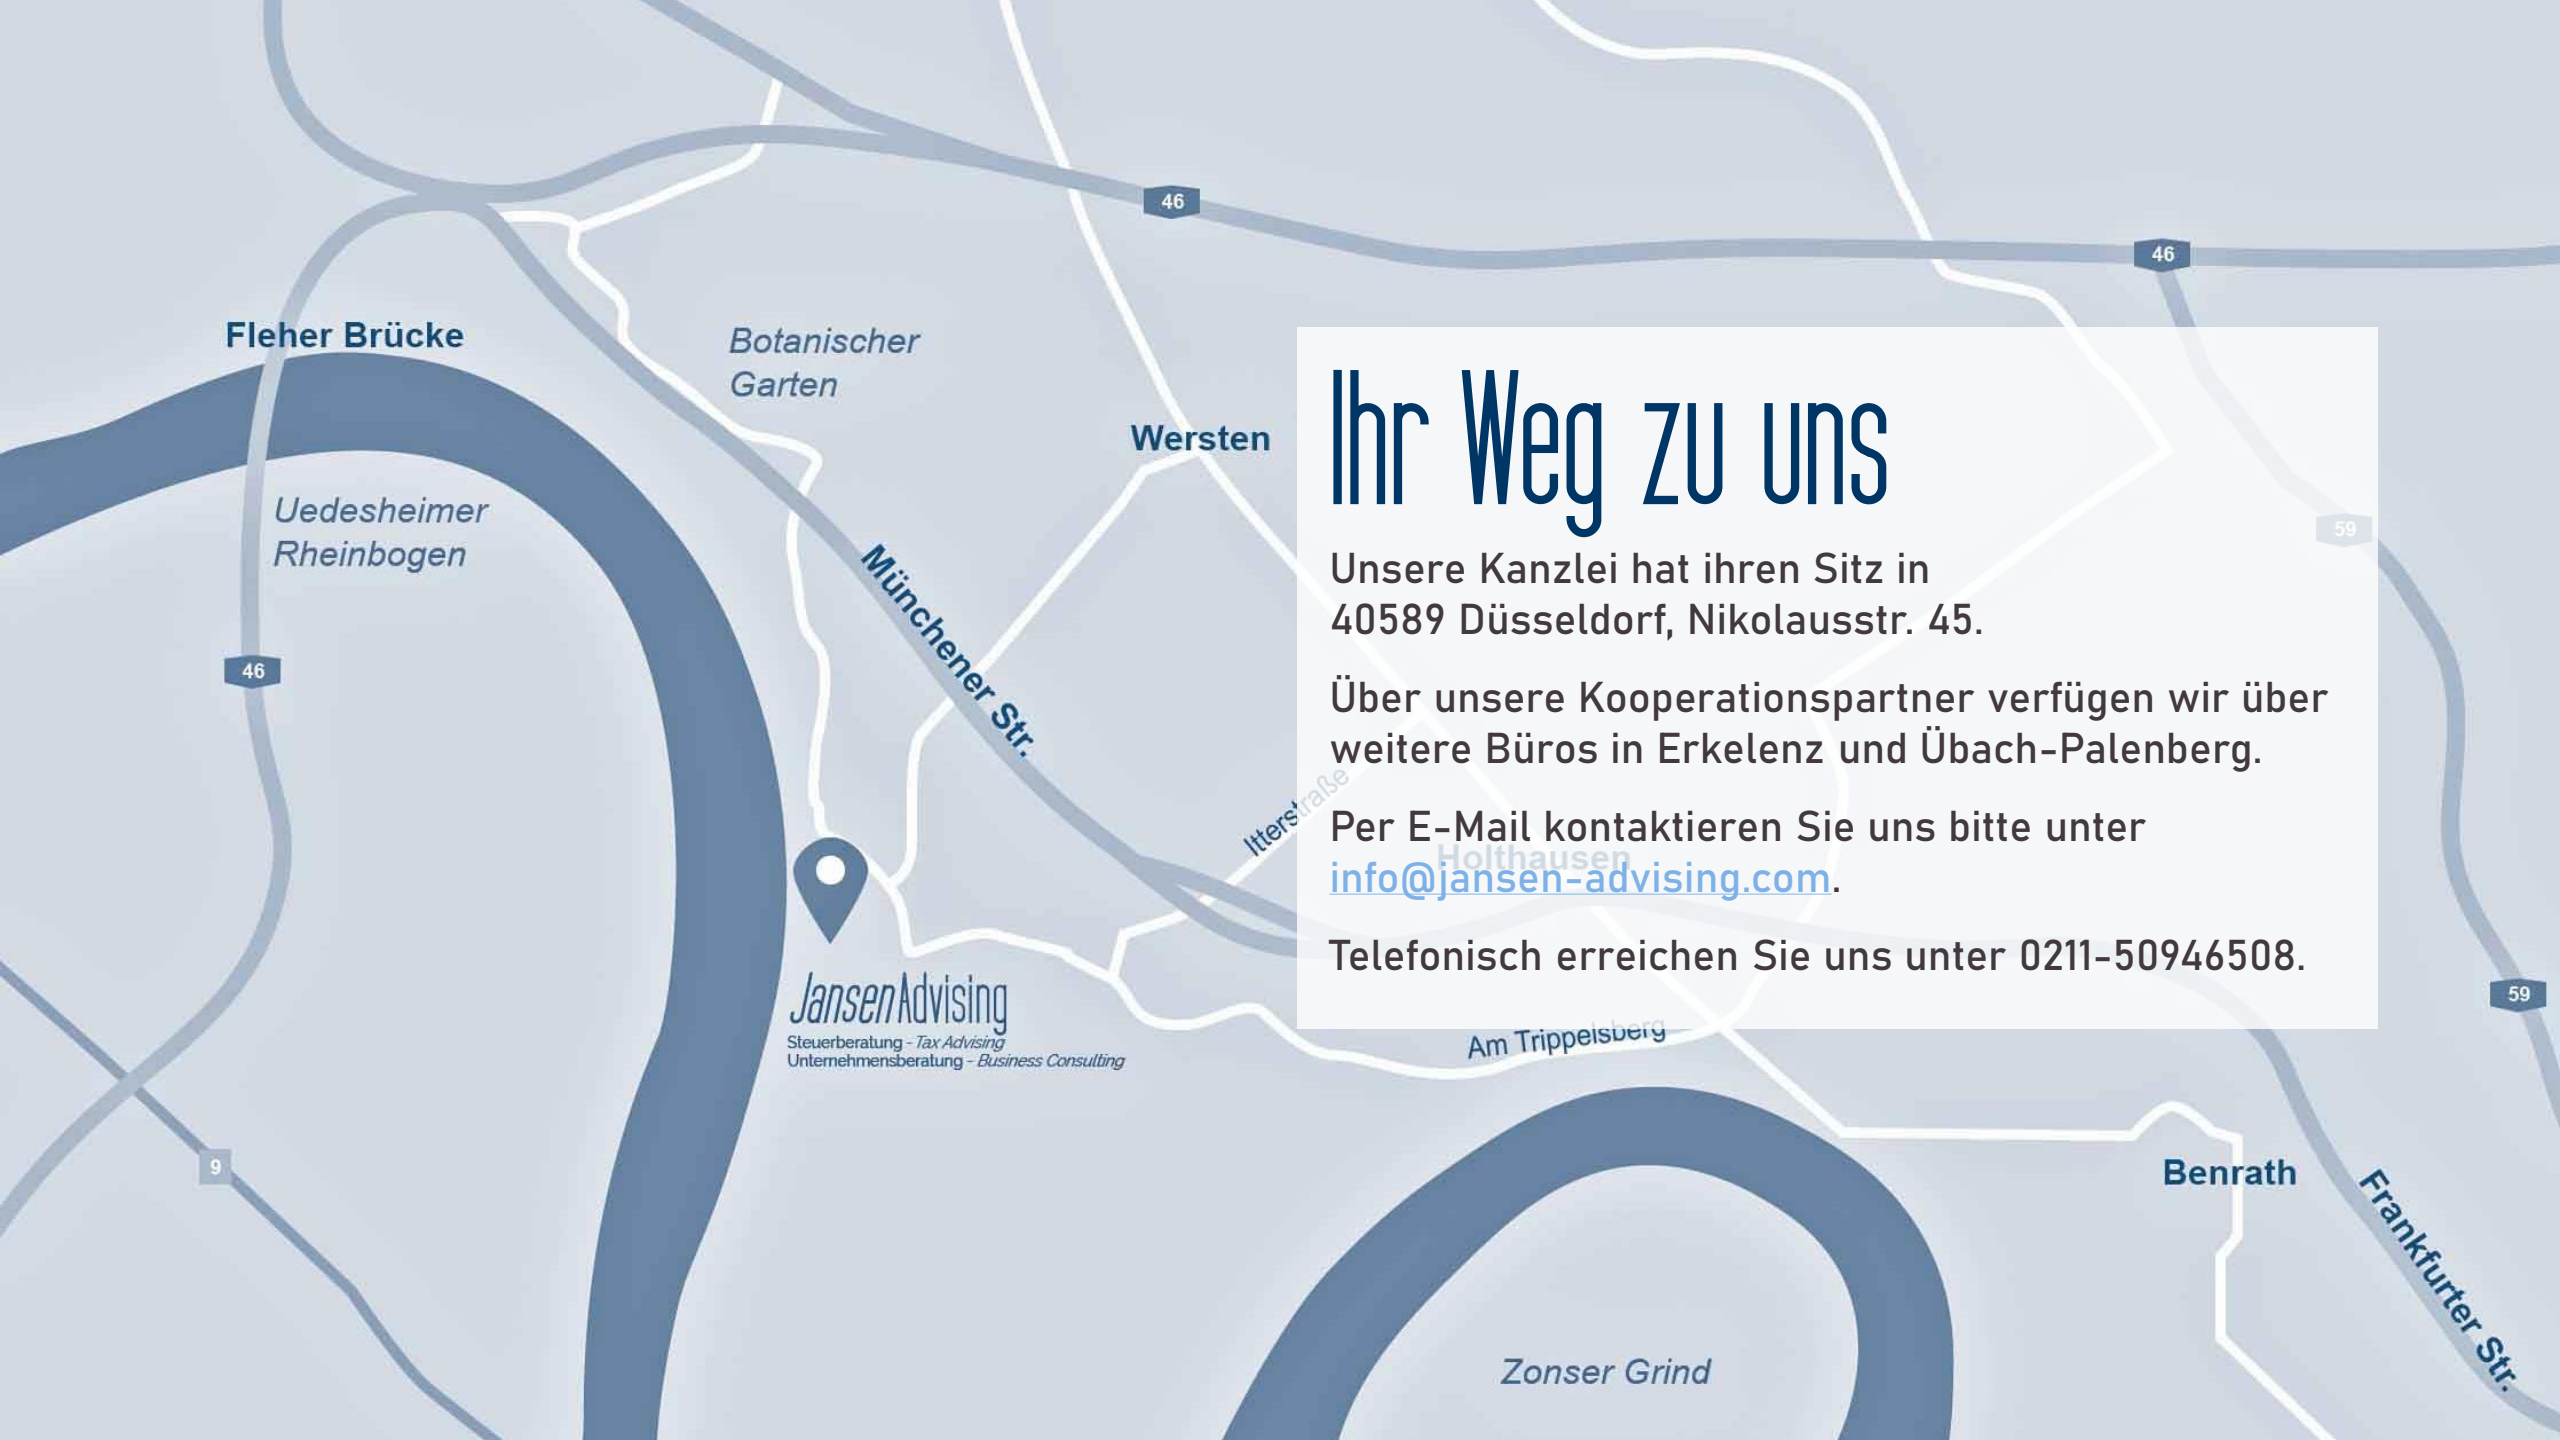 46
46
Fleher Brücke
Botanischer
Garten
Wersten
Ihr Weg zu uns
Uedesheimer
Rheinbogen
59
Unsere Kanzlei hat ihren Sitz in
40589 Düsseldorf, Nikolausstr. 45.
46
Münchener Str.
Über unsere Kooperationspartner verfügen wir über
weitere Büros in Erkelenz und Übach-Palenberg.
Itterstraße
Per E-Mail kontaktieren Sie uns bitte unter
Holthausen
info@jansen-advising.com.
Telefonisch erreichen Sie uns unter 0211-50946508.
59
JansenAdvising
Steuerberatung - Tax Advising
Unternehmensberatung - Business Consulting
Am Trippelsberg
9
Benrath
Frankfurter Str.
Zonser Grind